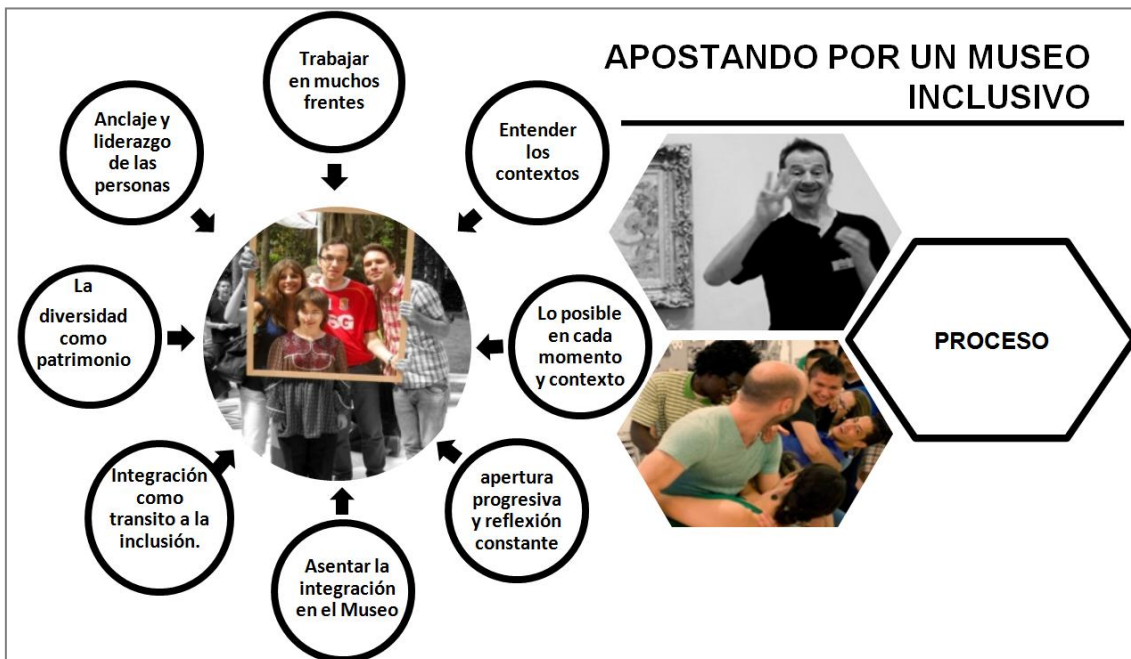 APOSTANDO POR UN MUSEO
INCLUSIVO
Trabajar
en muchos
frentes
Entender
los
contextos
Lo posible
en cada
momento
y contexto
apertura
progresiva
y reflexión
constante
Asentar la
integración
en el Museo
Integración
como
transito a la
inclusión.
La
diversidad
como
patrimonio
Anclaje y
liderazgo
de las
personas
SG
PROCESO